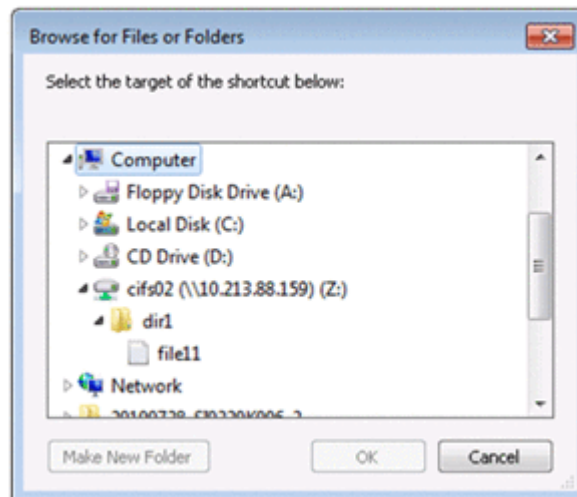 Browse for Files or Folders
Select the target of the shortcut below:
Computer
Floppy Disk Drive (A:)
Local Disk (C:)
CD Drive (D:)
cifs02 (\\10.213.88.159) (Z:)
dir1
file11
Network
Make New Folder
OK
Cancel